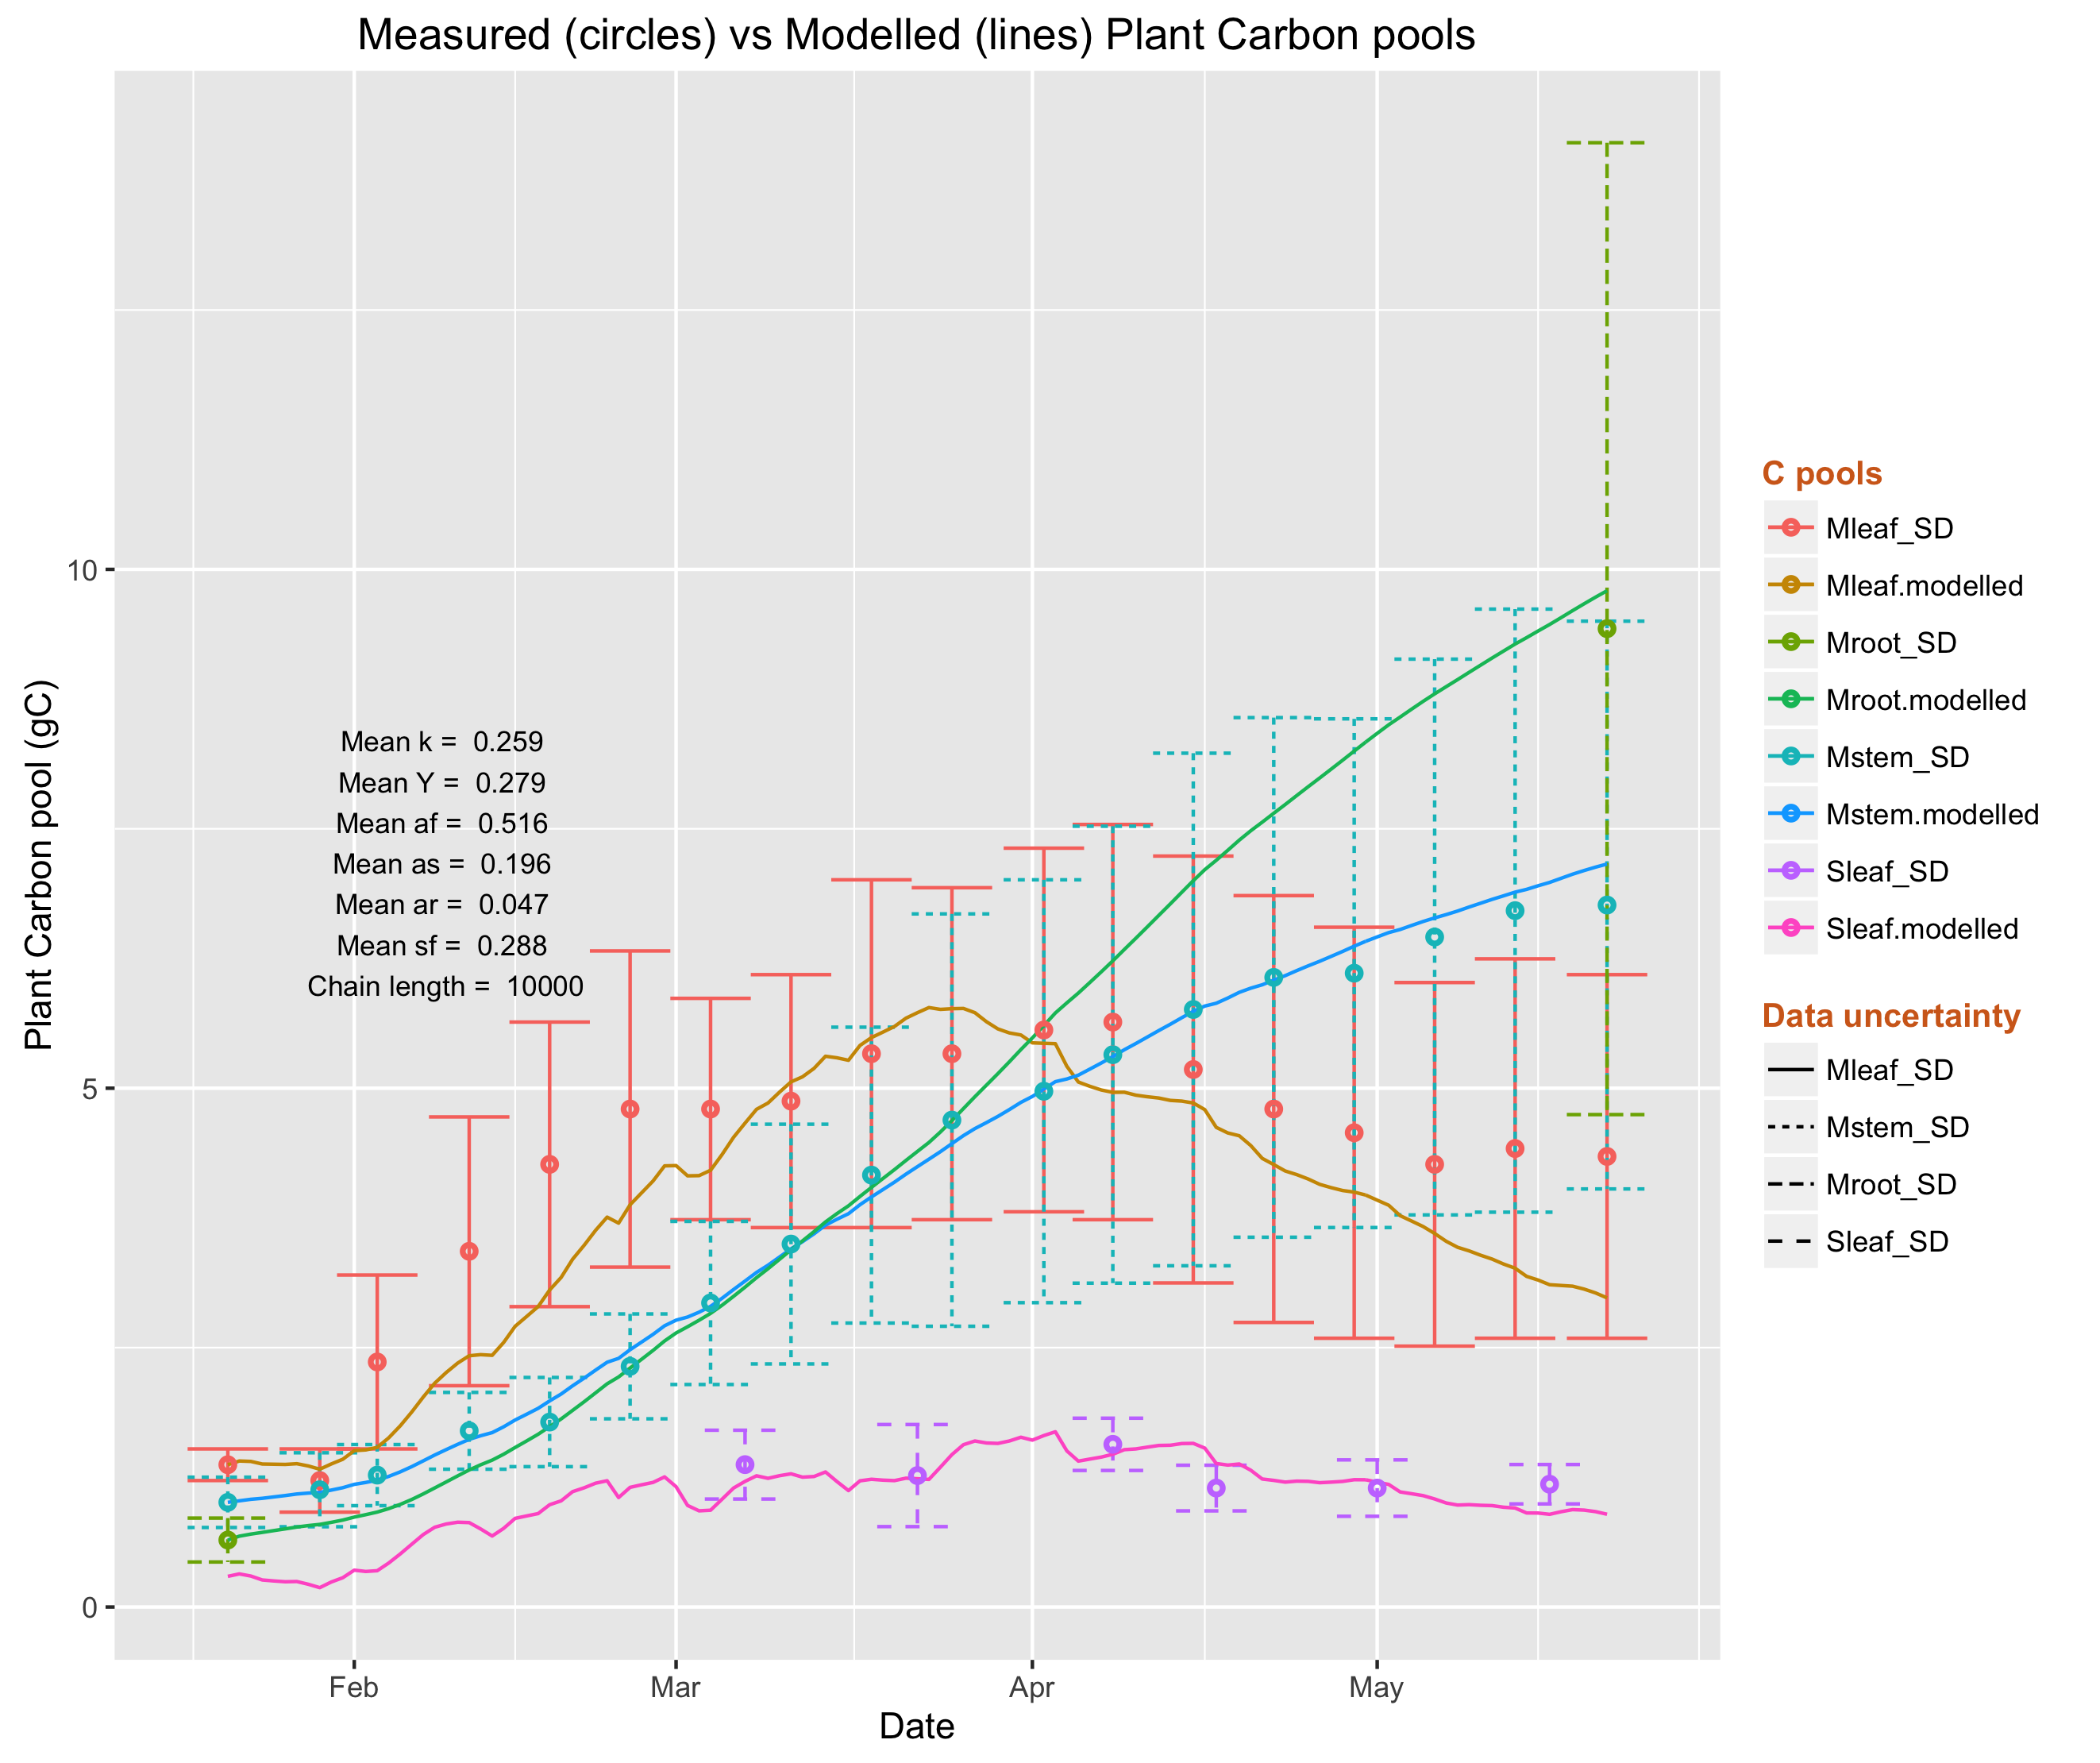 Measured (circles) vs Modelled (lines) Plant Carbon pools
Plant Carbon pool (gC)
10
5
0
Mean k = 0.259
Mean Y = 0.279
Mean af = 0.516
Mean as = 0.196
Mean ar = 0.047
Mean sf = 0.288
Chain length = 10000
Feb
Mar
Apr
May
Date
C pools
Mleaf_SD
Mleaf.modelled
Mroot_SD
Mroot.modelled
Mstem_SD
Mstem.modelled
Sleaf_SD
Sleaf.modelled
Data uncertainty
Mleaf_SD
Mstem_SD
Mroot_SD
Sleaf_SD